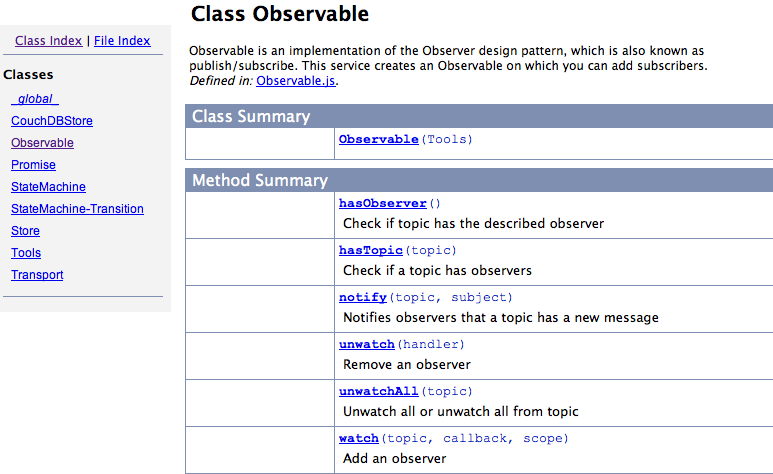 Class Observable
Class Index | File Index
Observable is an implementation of the Observer design pattern, which is also known as
publish/subscribe. This service creates an Observable on which you can add subscribers.
Defined in: Observable.js.
Classes
_global_
CouchDBStore
Observable
Promise
StateMachine
StateMachine-Transition
Store
Tools
Transport
Class Summary
Observable(Tools)
Method Summary
hasObserver()
Check if topic has the described observer
hasTopic(topic)
Check if a topic has observers
notify(topic, subject)
Notifies observers that a topic has a new message
unwatch(handler)
Remove an observer
unwatchAll(topic)
Unwatch all or unwatch all from topic
watch(topic, callback, scope)
Add an observer